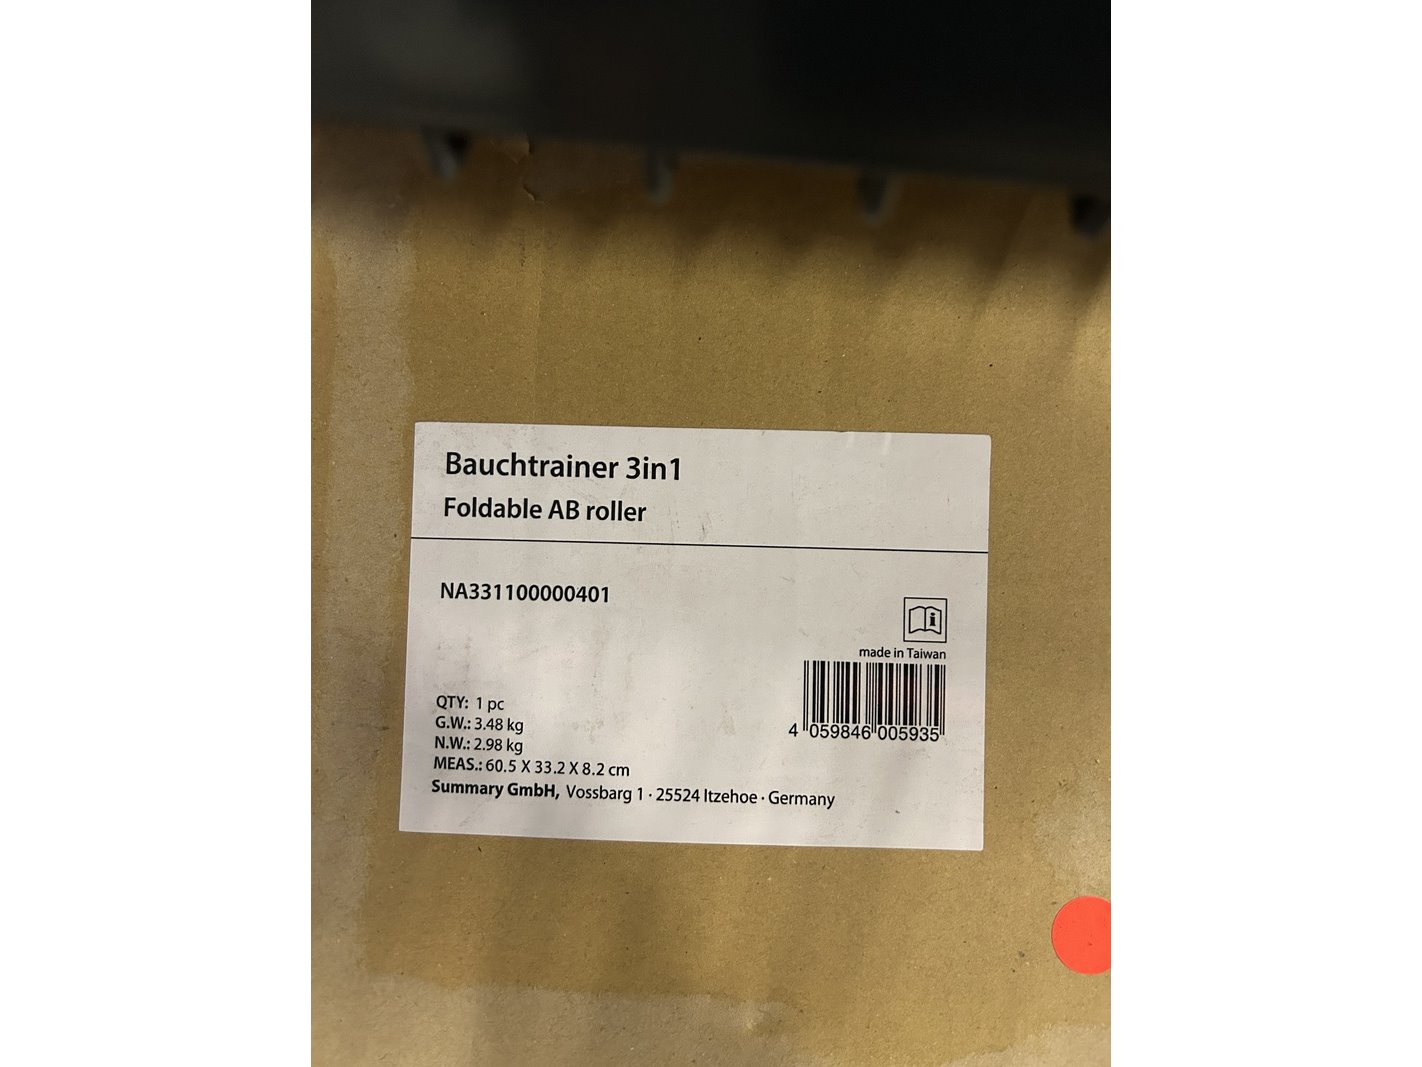 Bauchtrainer 3in1
Foldable AB roller
NA331100000401
made in Taiwan
4 059846 005935
QTY: 1 pc
G.W.: 3.48 kg
N.W.: 2.98 kg
MEAS.: 60.5 X 33.2 X 8.2 cm
Summary GmbH, Vossbarg 1 · 25524 Itzehoe · Germany